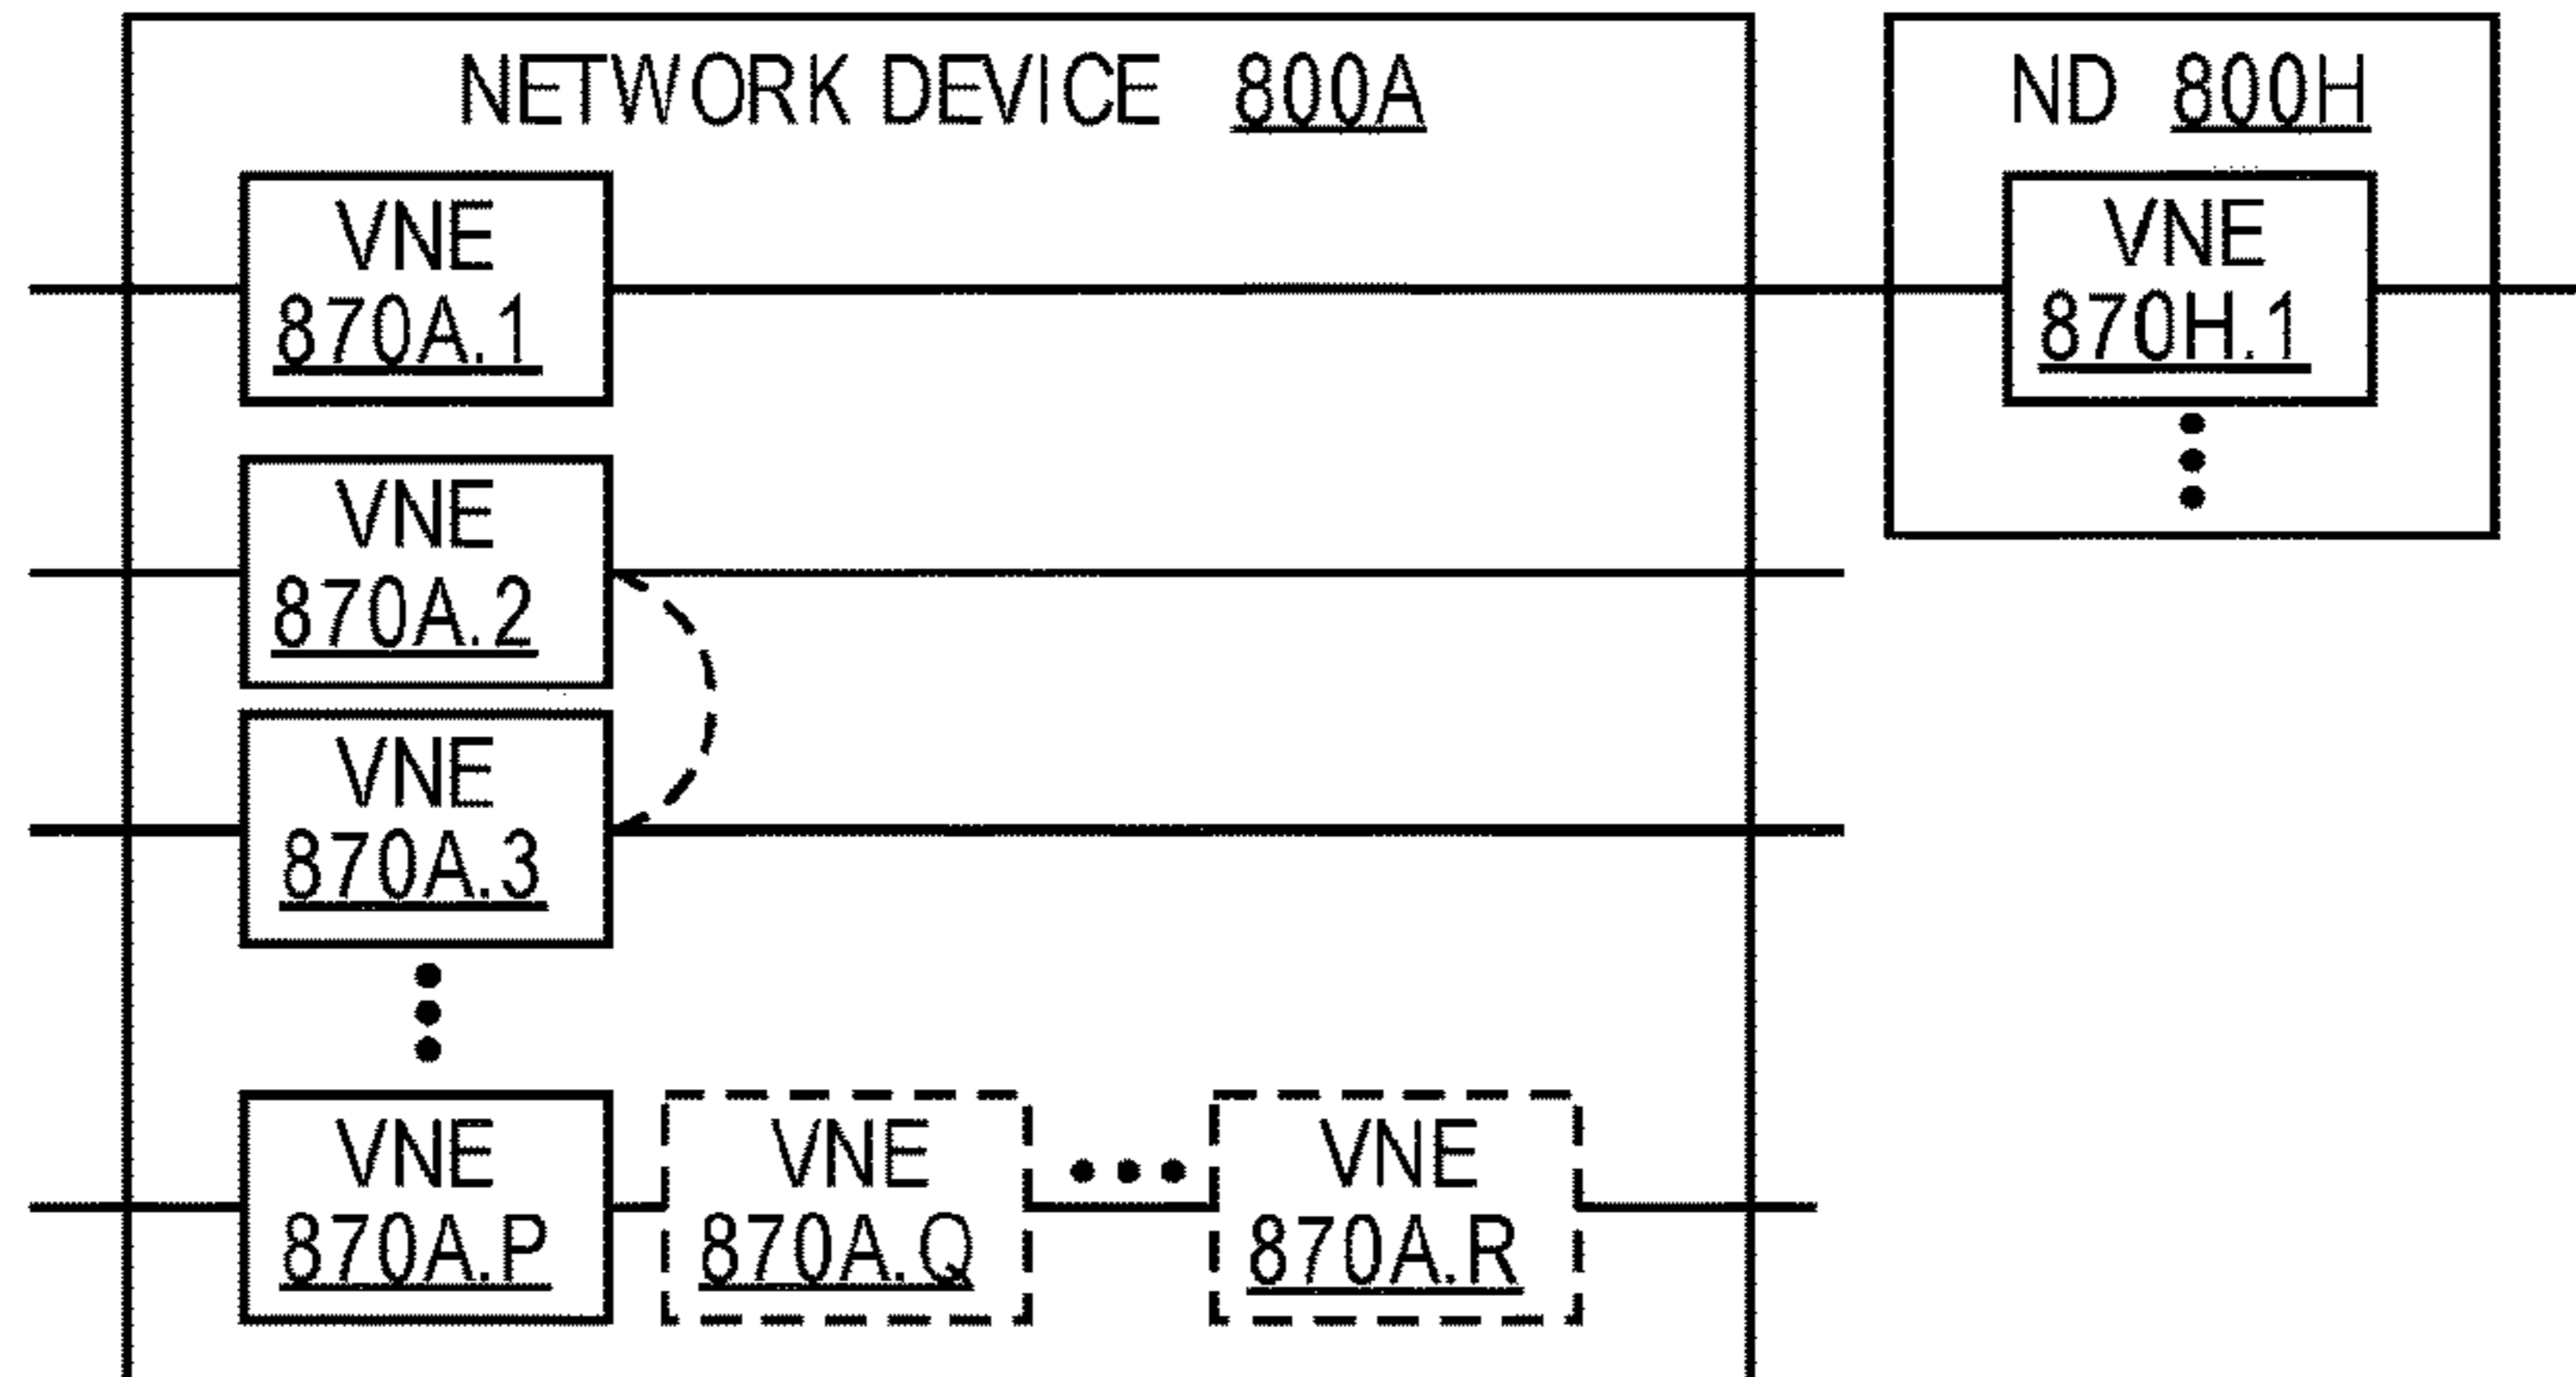 NETWORK DEVICE 800A
ND 800H
VNE
870A.1
VNE
870H.1
VNE
870A.2
VNE
870A.3
VNE
870A.P
VNE
870A.Q
VNE
870A.R